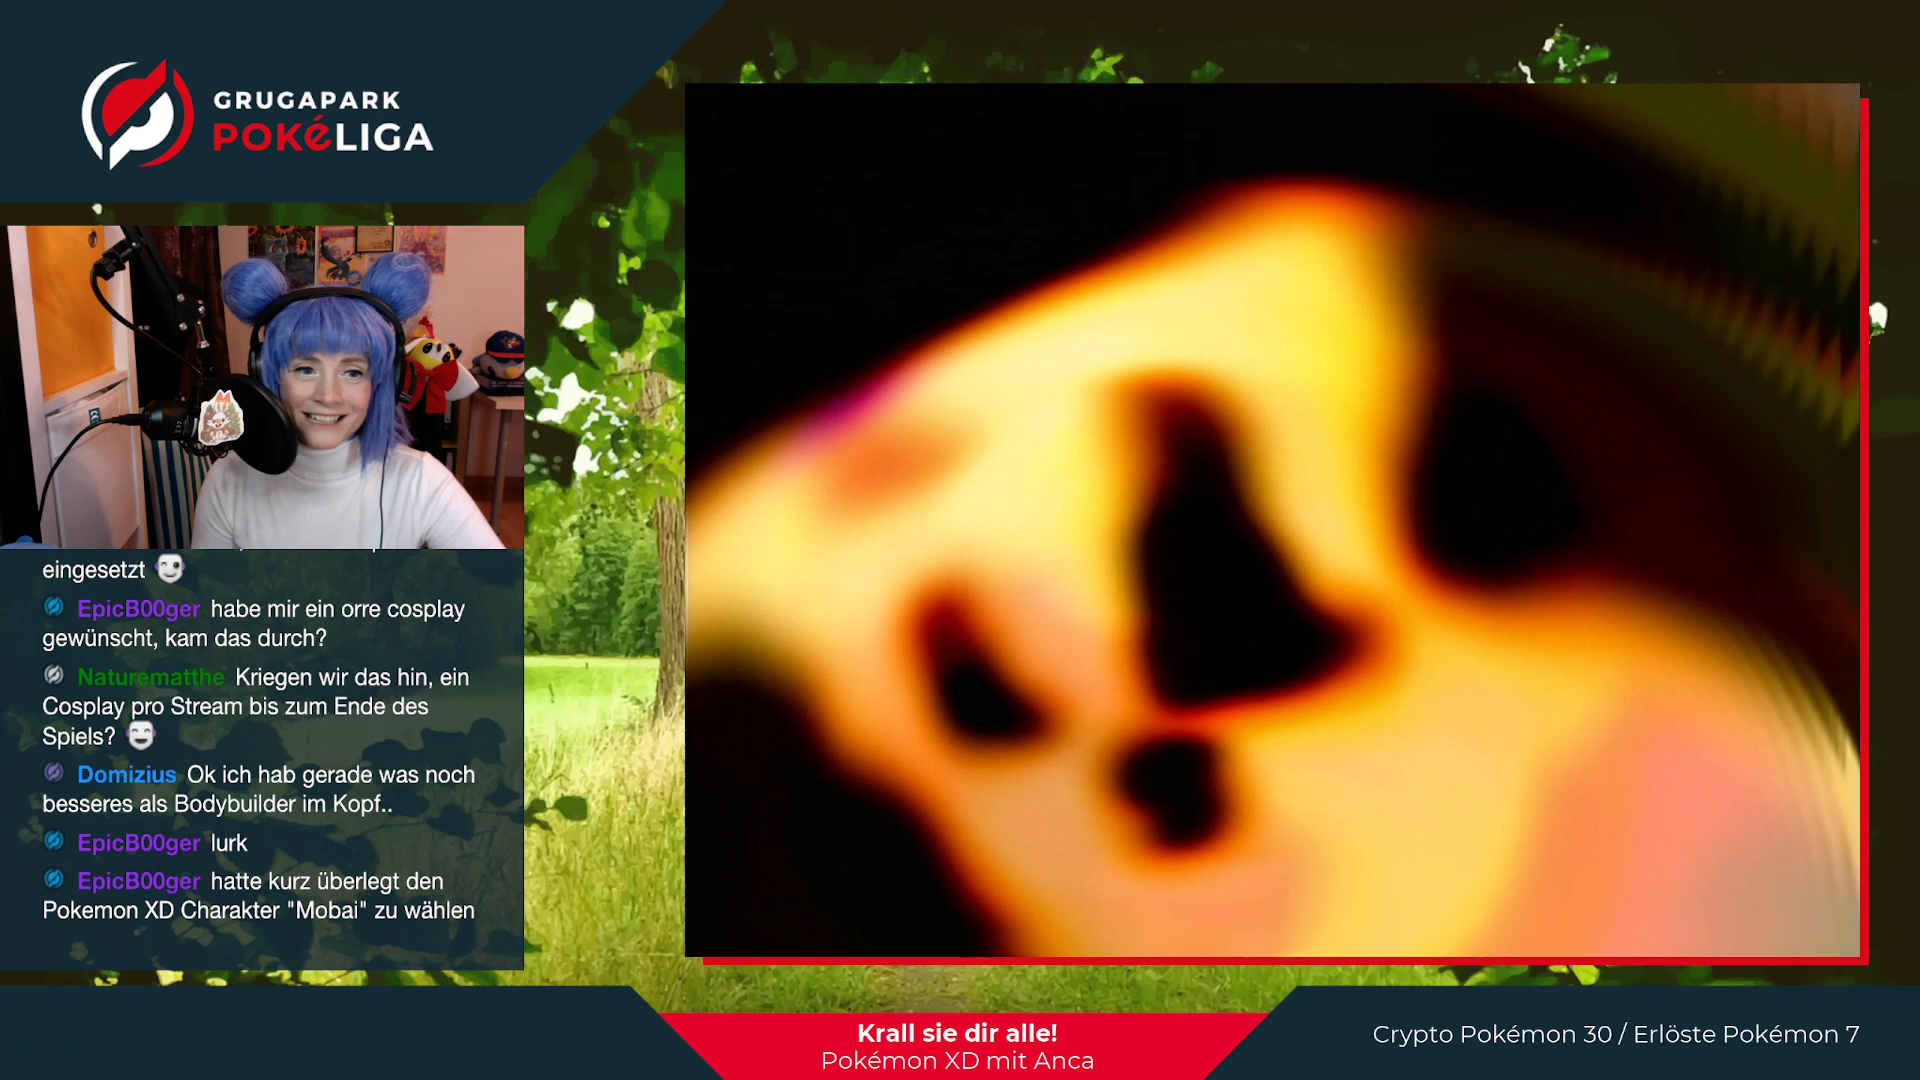 GRUGAPARK
POKéLIGA
eingesetzt
EpicB00ger habe mir ein orre cosplay
gewünscht, kam das durch?
Naturematthe Kriegen wir das hin, ein
Cosplay pro Stream bis zum Ende des
Spiels?
Domizius Ok ich hab gerade was noch
besseres als Bodybuilder im Kopf..
EpicB00ger lurk
EpicB00ger hatte kurz überlegt den
Pokemon XD Charakter "Mobai" zu wählen
Krall sie dir alle!
Pokémon XD mit Anca
Crypto Pokémon 30 / Erlöste Pokémon 7